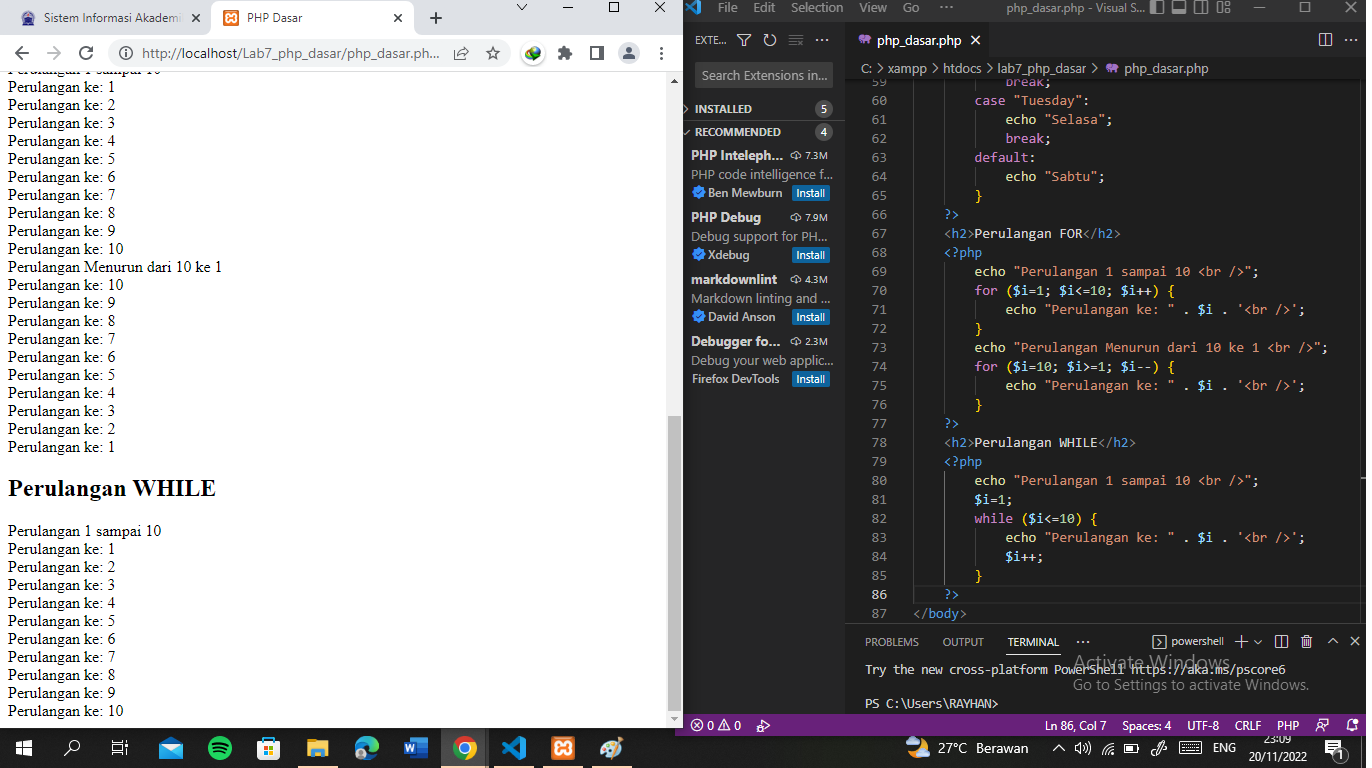 Sistem Informasi Akademi
PHP Dasar
http://localhost/Lab7_php_dasar/php_dasar.ph...
Perulangan 1 sampai 10
Perulangan ke: 1
Perulangan ke: 2
Perulangan ke: 3
Perulangan ke: 4
Perulangan ke: 5
Perulangan ke: 6
Perulangan ke: 7
Perulangan ke: 8
Perulangan ke: 9
Perulangan ke: 10
Perulangan Menurun dari 10 ke 1
Perulangan ke: 10
Perulangan ke: 9
Perulangan ke: 8
Perulangan ke: 7
Perulangan ke: 6
Perulangan ke: 5
Perulangan ke: 4
Perulangan ke: 3
Perulangan ke: 2
Perulangan ke: 1
Perulangan WHILE
Perulangan 1 sampai 10
Perulangan ke: 1
Perulangan ke: 2
Perulangan ke: 3
Perulangan ke: 4
Perulangan ke: 5
Perulangan ke: 6
Perulangan ke: 7
Perulangan ke: 8
Perulangan ke: 9
Perulangan ke: 10
File Edit Selection View Go ... php_dasar.php - Visual S...
EXTE...
Search Extensions in...
INSTALLED 5
RECOMMENDED 4
PHP Inteleph... 7.3M
PHP code intelligence f...
Ben Mewburn Install
PHP Debug 7.9M
Debug support for PH...
Xdebug Install
markdownlint 4.3M
Markdown linting and ...
David Anson Install
Debugger fo... 2.3M
Debug your web applic...
Firefox DevTools Install
php_dasar.php
C: > xampp > htdocs > lab7_php_dasar > php_dasar.php
59 break;
60 case "Tuesday":
61 echo "Selasa";
62 break;
63 default:
64 echo "Sabtu";
65 }
66 ?>
67 <h2>Perulangan FOR</h2>
68 <?php
69 echo "Perulangan 1 sampai 10 <br />";
70 for ($i=1; $i<=10; $i++) {
71 echo "Perulangan ke: " . $i . '<br />';
72 }
73 echo "Perulangan Menurun dari 10 ke 1 <br />";
74 for ($i=10; $i>=1; $i--) {
75 echo "Perulangan ke: " . $i . '<br />';
76 }
77 ?>
78 <h2>Perulangan WHILE</h2>
79 <?php
80 echo "Perulangan 1 sampai 10 <br />";
81 $i=1;
82 while ($i<=10) {
83 echo "Perulangan ke: " . $i . '<br />';
84 $i++;
85 }
86 ?>
87 </body>
PROBLEMS OUTPUT TERMINAL ... powershell
Try the new cross-platform PowerShell https://aka.ms/pscore6
PS C:\Users\RAYHAN>
Activate Windows
Go to Settings to activate Windows.
0 0 Ln 86, Col 7 Spaces: 4 UTF-8 CRLF PHP
27°C Berawan ENG 23:09
20/11/2022 1